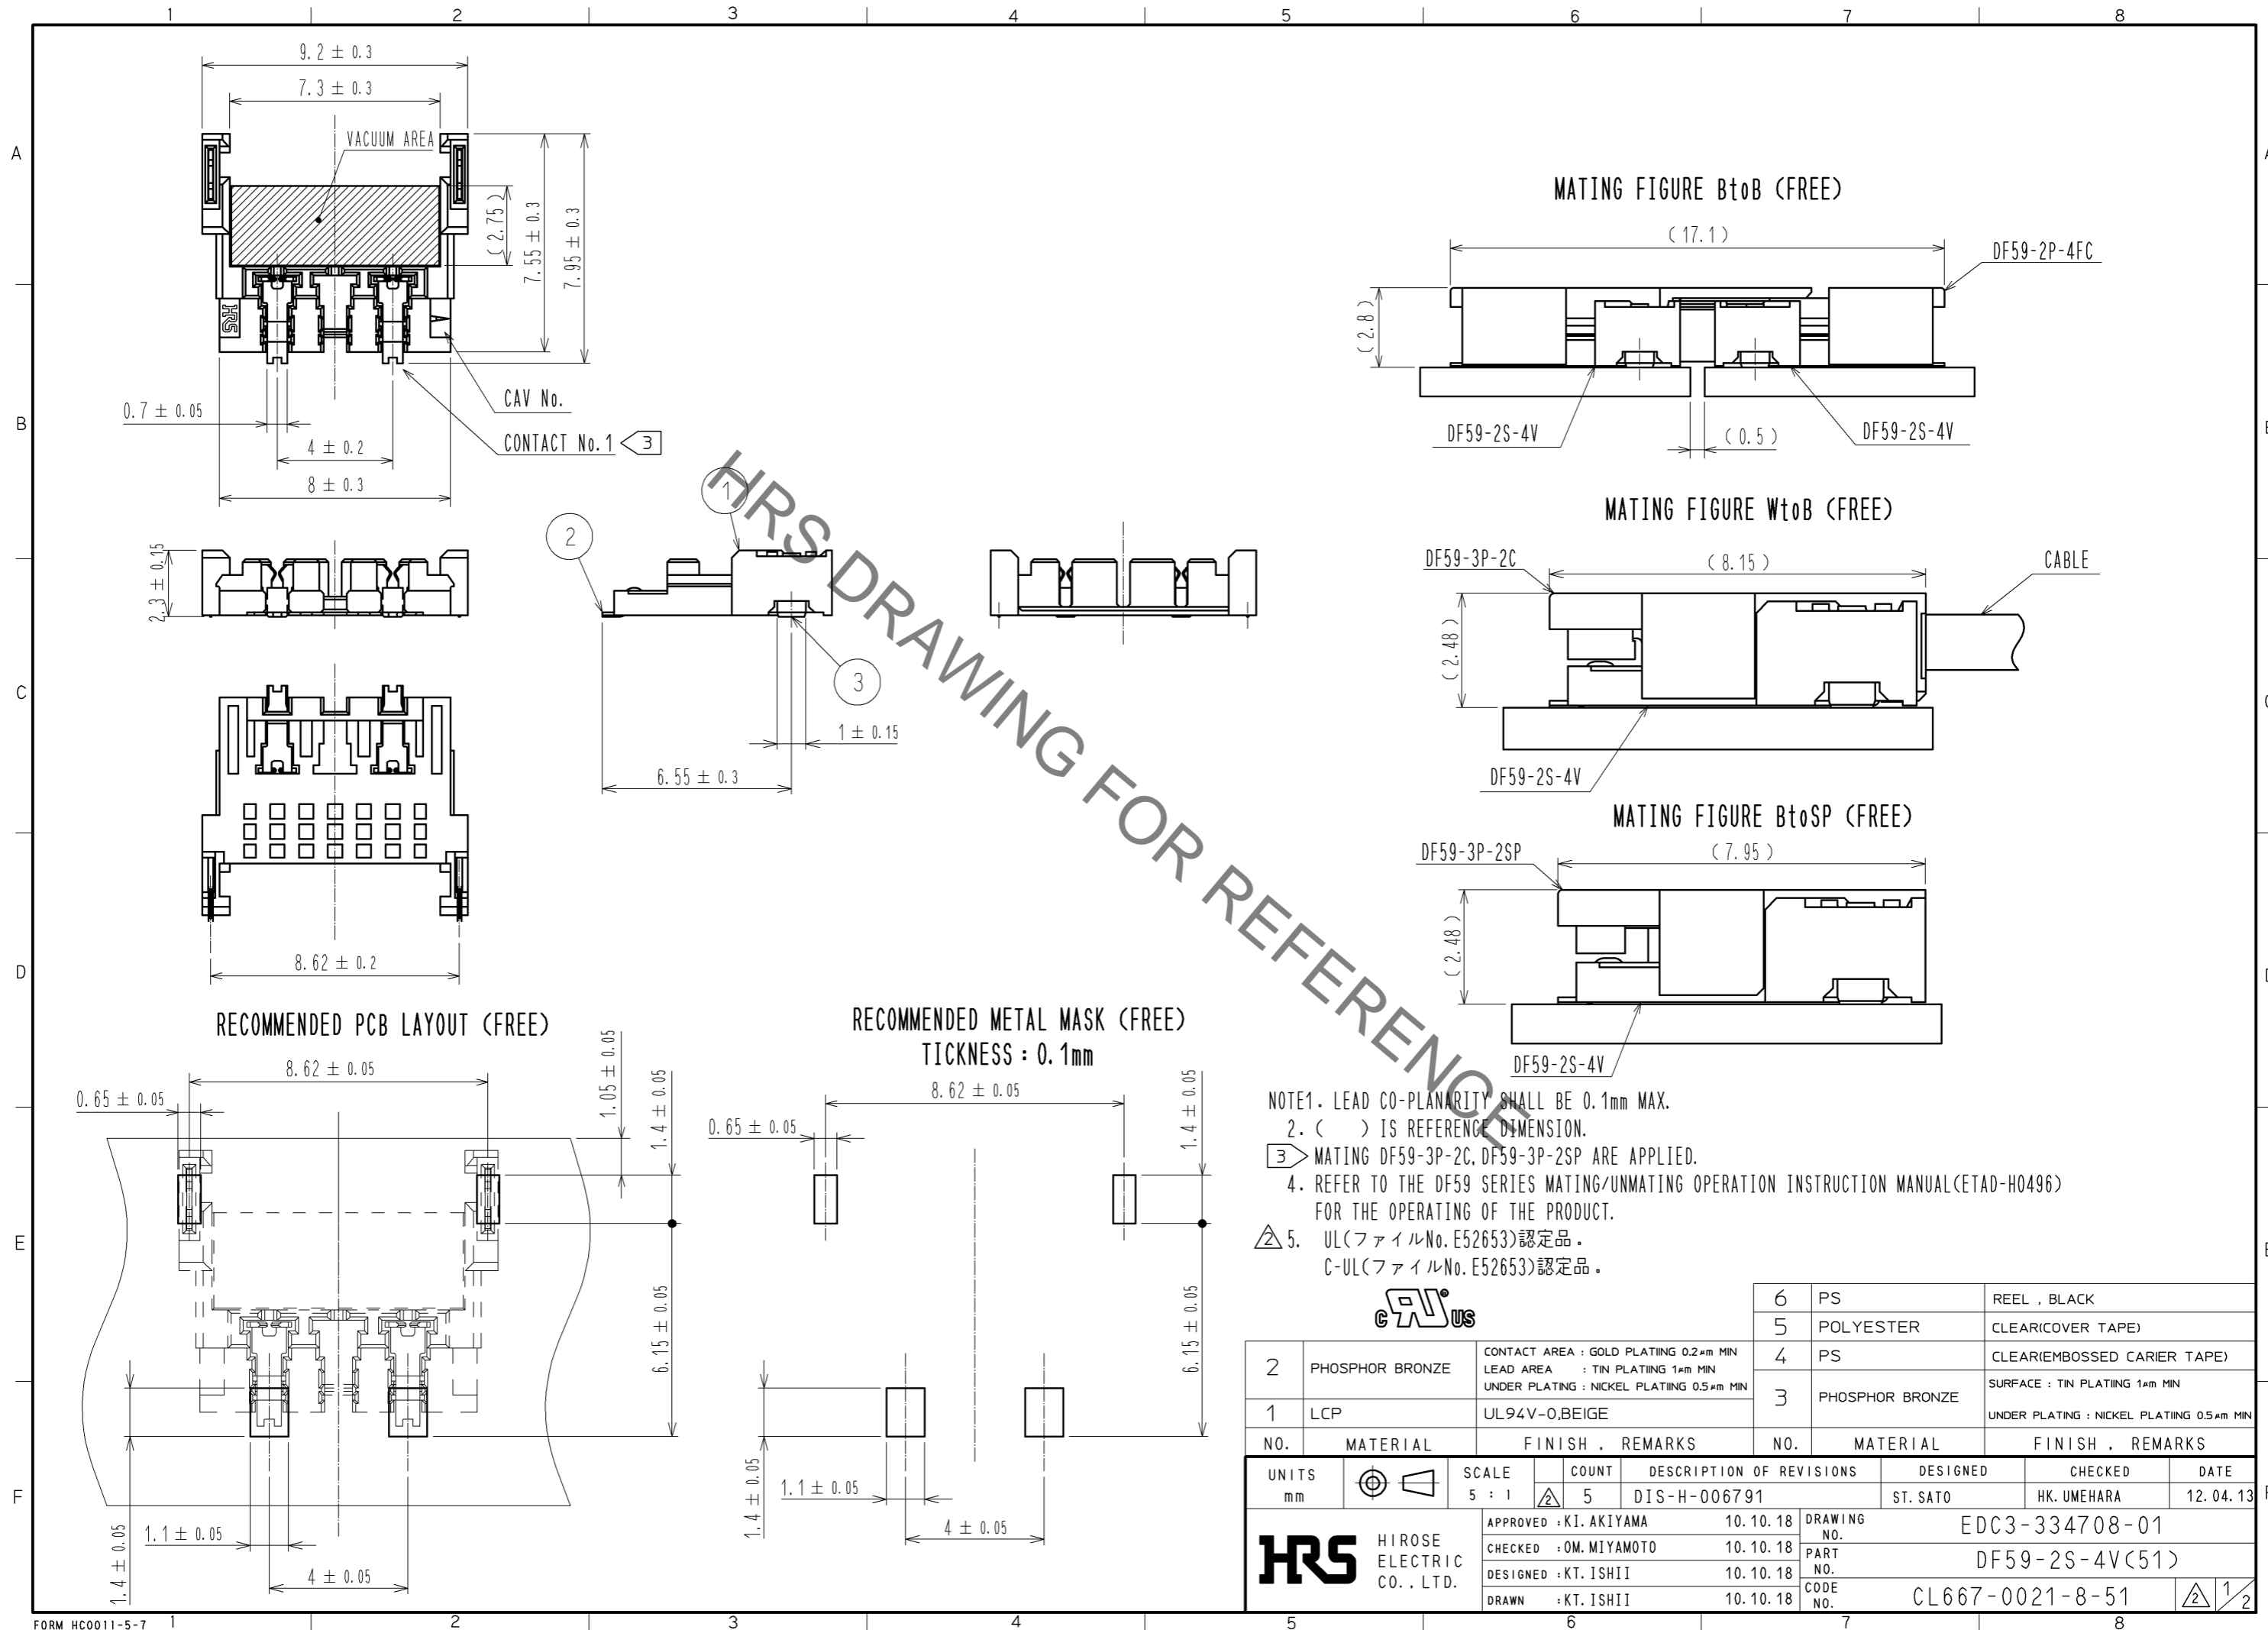 1 2 3 4 5 6 7 8
A
B
C
D
E
F
9.2 ± 0.3
7.3 ± 0.3
VACUUM AREA
(2.75)
7.55 ± 0.3
7.95 ± 0.3
HRS
A
CAV No.
0.7 ± 0.05
CONTACT No.1 3
4 ± 0.2
8 ± 0.3
2.3 ± 0.15
1
2
3
1 ± 0.15
6.55 ± 0.3
8.62 ± 0.2
HRS DRAWING FOR REFERENCE
MATING FIGURE BtoB (FREE)
(17.1)
DF59-2P-4FC
(2.8)
DF59-2S-4V
(0.5)
DF59-2S-4V
MATING FIGURE WtoB (FREE)
DF59-3P-2C
(8.15)
CABLE
(2.48)
DF59-2S-4V
MATING FIGURE BtoSP (FREE)
DF59-3P-2SP
(7.95)
(2.48)
DF59-2S-4V
RECOMMENDED PCB LAYOUT (FREE)
8.62 ± 0.05
0.65 ± 0.05
1.05 ± 0.05
1.4 ± 0.05
6.15 ± 0.05
1.4 ± 0.05
1.1 ± 0.05
4 ± 0.05
RECOMMENDED METAL MASK (FREE)
TICKNESS : 0.1mm
8.62 ± 0.05
0.65 ± 0.05
1.4 ± 0.05
6.15 ± 0.05
1.4 ± 0.05
1.1 ± 0.05
4 ± 0.05
NOTE1. LEAD CO-PLANARITY SHALL BE 0.1mm MAX.
2. ( ) IS REFERENCE DIMENSION.
3 MATING DF59-3P-2C, DF59-3P-2SP ARE APPLIED.
4. REFER TO THE DF59 SERIES MATING/UNMATING OPERATION INSTRUCTION MANUAL(ETAD-H0496)
FOR THE OPERATING OF THE PRODUCT.
2 5. UL(ファイルNo.E52653)認定品。
C-UL(ファイルNo.E52653)認定品。
c RU ® US
6 PS REEL , BLACK
5 POLYESTER CLEAR(COVER TAPE)
4 PS CLEAR(EMBOSSED CARIER TAPE)
3 PHOSPHOR BRONZE SURFACE : TIN PLATIING 1μm MIN
UNDER PLATING : NICKEL PLATIING 0.5μm MIN
2 PHOSPHOR BRONZE CONTACT AREA : GOLD PLATIING 0.2μm MIN
LEAD AREA : TIN PLATIING 1μm MIN
UNDER PLATING : NICKEL PLATIING 0.5μm MIN
1 LCP UL94V-0,BEIGE
NO. MATERIAL FINISH , REMARKS NO. MATERIAL FINISH , REMARKS
UNITS
mm
SCALE
5 : 1
COUNT DESCRIPTION OF REVISIONS DESIGNED CHECKED DATE
2 5 DIS-H-006791 ST. SATO HK. UMEHARA 12.04.13
HRS
HIROSE
ELECTRIC
CO., LTD.
APPROVED : KI. AKIYAMA 10.10.18
CHECKED : OM. MIYAMOTO 10.10.18
DESIGNED : KT. ISHII 10.10.18
DRAWN : KT. ISHII 10.10.18
DRAWING NO. EDC3-334708-01
PART NO. DF59-2S-4V(51)
CODE NO. CL667-0021-8-51 2 1/2
FORM HC0011-5-7
1 2 3 4 5 6 7 8